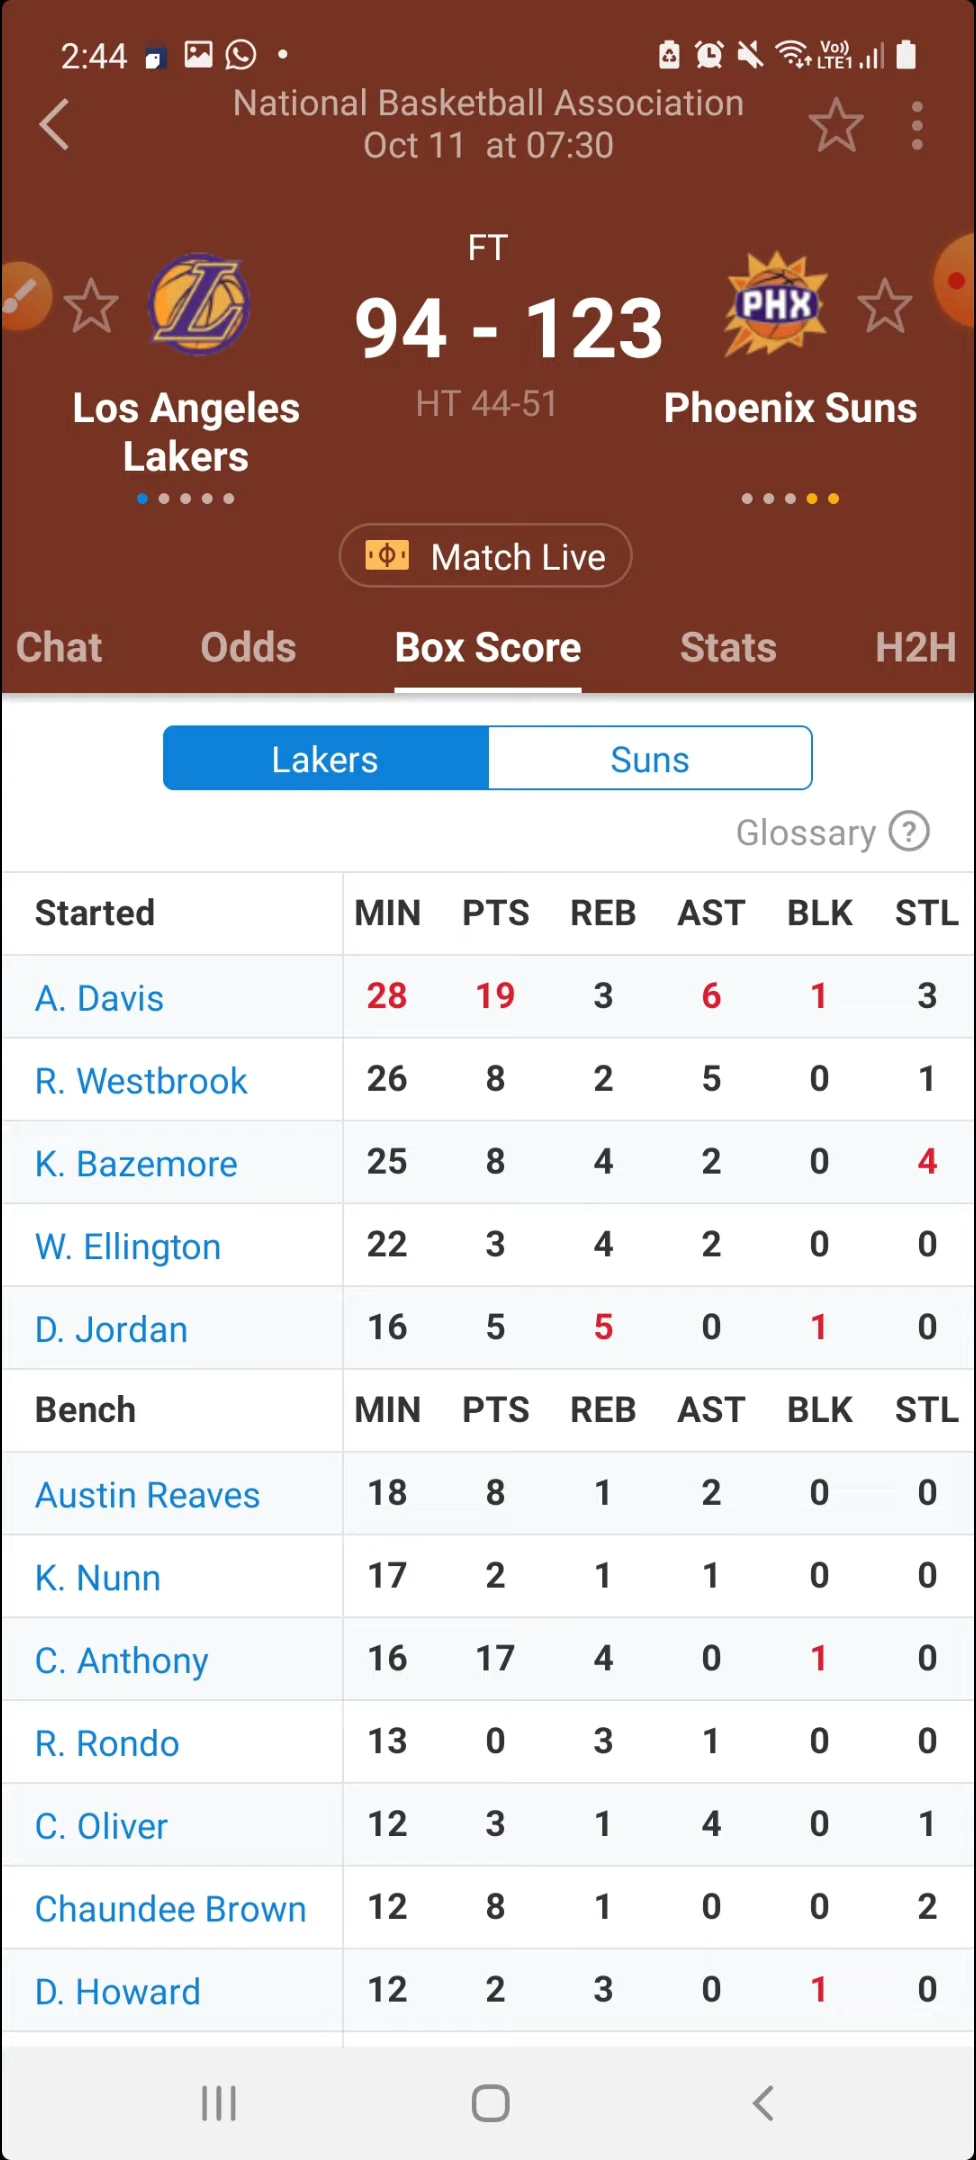 2:44 Vo)) LTE1
National Basketball Association
Oct 11 at 07:30
FT
PHX
94 - 123
HT 44-51
Los Angeles Lakers
Phoenix Suns
Match Live
Chat Odds Box Score Stats H2H
Lakers Suns
Glossary ?
Started MIN PTS REB AST BLK STL
A. Davis 28 19 3 6 1 3
R. Westbrook 26 8 2 5 0 1
K. Bazemore 25 8 4 2 0 4
W. Ellington 22 3 4 2 0 0
D. Jordan 16 5 5 0 1 0
Bench MIN PTS REB AST BLK STL
Austin Reaves 18 8 1 2 0 0
K. Nunn 17 2 1 1 0 0
C. Anthony 16 17 4 0 1 0
R. Rondo 13 0 3 1 0 0
C. Oliver 12 3 1 4 0 1
Chaundee Brown 12 8 1 0 0 2
D. Howard 12 2 3 0 1 0